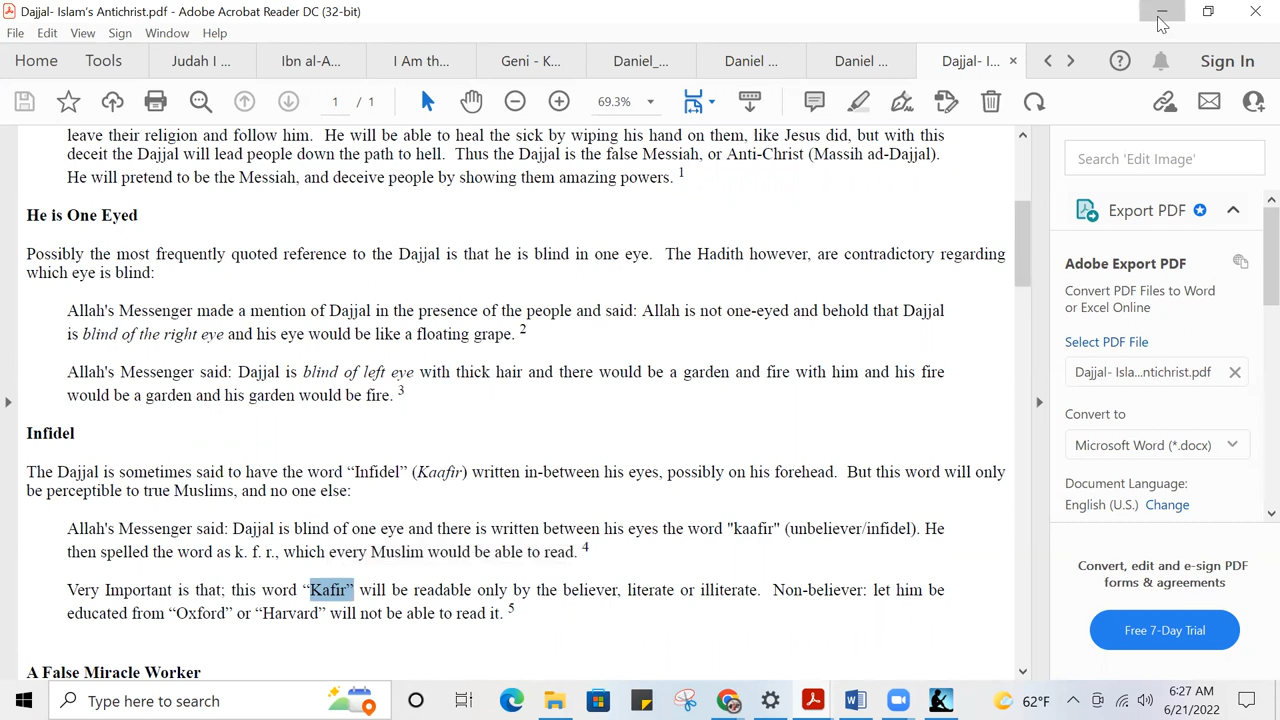 Dajjal- Islam's Antichrist.pdf - Adobe Acrobat Reader DC (32-bit)
File Edit View Sign Window Help
Home Tools Judah I ... Ibn al-A... I Am th... Geni - K... Daniel_... Daniel ... Daniel ... Dajjal- I... × Sign In
1 / 1 69.3%
leave their religion and follow him. He will be able to heal the sick by wiping his hand on them, like Jesus did, but with this
deceit the Dajjal will lead people down the path to hell. Thus the Dajjal is the false Messiah, or Anti-Christ (Massih ad-Dajjal).
He will pretend to be the Messiah, and deceive people by showing them amazing powers. 1
He is One Eyed
Possibly the most frequently quoted reference to the Dajjal is that he is blind in one eye. The Hadith however, are contradictory regarding
which eye is blind:
Allah's Messenger made a mention of Dajjal in the presence of the people and said: Allah is not one-eyed and behold that Dajjal
is blind of the right eye and his eye would be like a floating grape. 2
Allah's Messenger said: Dajjal is blind of left eye with thick hair and there would be a garden and fire with him and his fire
would be a garden and his garden would be fire. 3
Infidel
The Dajjal is sometimes said to have the word “Infidel” (Kaafir) written in-between his eyes, possibly on his forehead. But this word will only
be perceptible to true Muslims, and no one else:
Allah's Messenger said: Dajjal is blind of one eye and there is written between his eyes the word "kaafir" (unbeliever/infidel). He
then spelled the word as k. f. r., which every Muslim would be able to read. 4
Very Important is that; this word “Kafir” will be readable only by the believer, literate or illiterate. Non-believer: let him be
educated from “Oxford” or “Harvard” will not be able to read it. 5
A False Miracle Worker
Search 'Edit Image'
Export PDF
Adobe Export PDF
Convert PDF Files to Word
or Excel Online
Select PDF File
Dajjal- Isla...ntichrist.pdf
Convert to
Microsoft Word (*.docx)
Document Language:
English (U.S.) Change
Convert, edit and e-sign PDF
forms & agreements
Free 7-Day Trial
Type here to search
62°F
6:27 AM
6/21/2022